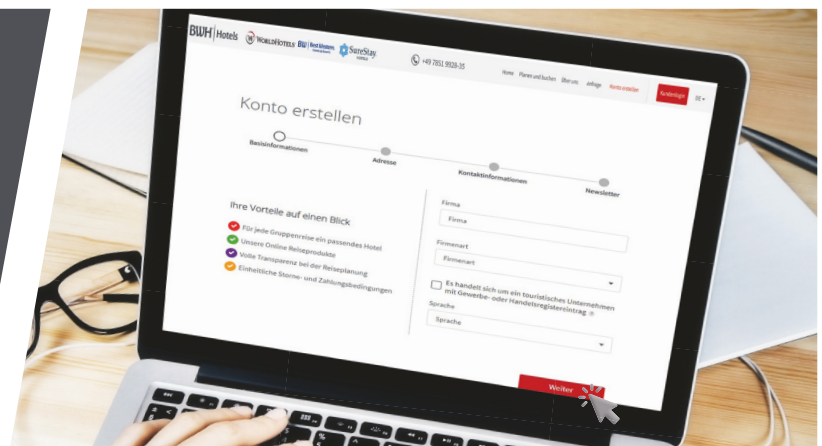 BWH Hotels WORLDHOTELS BW Best Western SureStay +49 7851 9928-35 Home Planen und buchen Über uns anfrage Konto erstellen Kundenlogin DE
Konto erstellen
Basisinformationen Adresse Kontaktinformationen Newsletter
Ihre Vorteile auf einen Blick
Für jede Gruppenreise ein passendes Hotel
Unsere Online Reiseprodukte
Volle Transparenz bei der Reiseplanung
Einheitliche Storno- und Zahlungsbedingungen
Firma
Firma
Firmenart
Firmenart
Es handelt sich um ein touristisches Unternehmen
mit Gewerbe- oder Handelsregistereintrag
Sprache
Sprache
Weiter